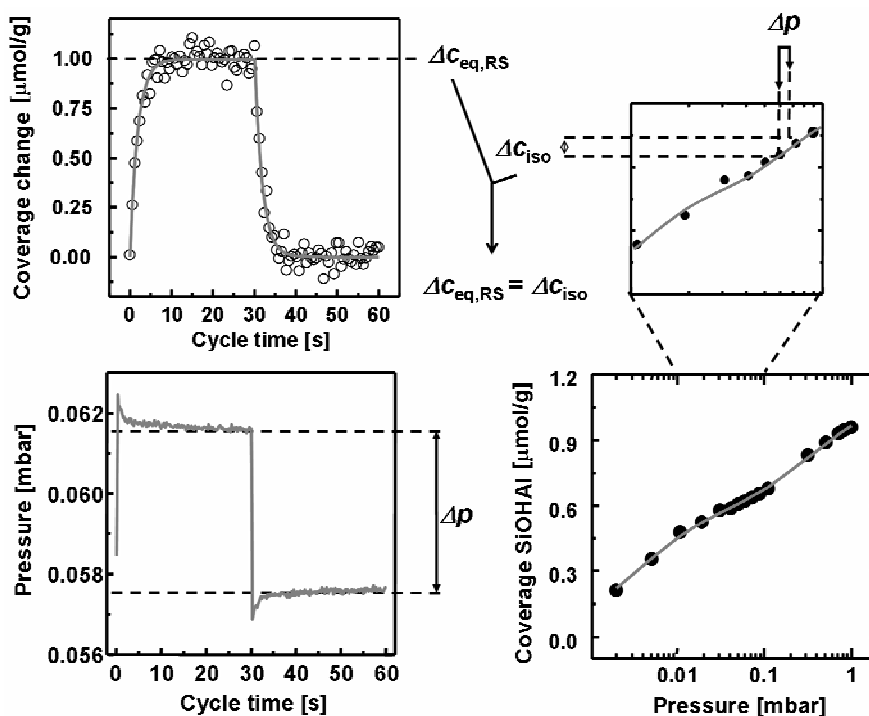 1.00
0.75
0.50
0.25
0.00
Coverage change [µmol/g]
0 10 20 30 40 50 60
Cycle time [s]
Δc_eq,RS
Δc_iso
Δc_eq,RS = Δc_iso
Δp
0.062
0.060
0.058
0.056
Pressure [mbar]
0 10 20 30 40 50 60
Cycle time [s]
Δp
1.2
0.9
0.6
0.3
0.0
Coverage SiOHAl [µmol/g]
0.01 0.1 1
Pressure [mbar]